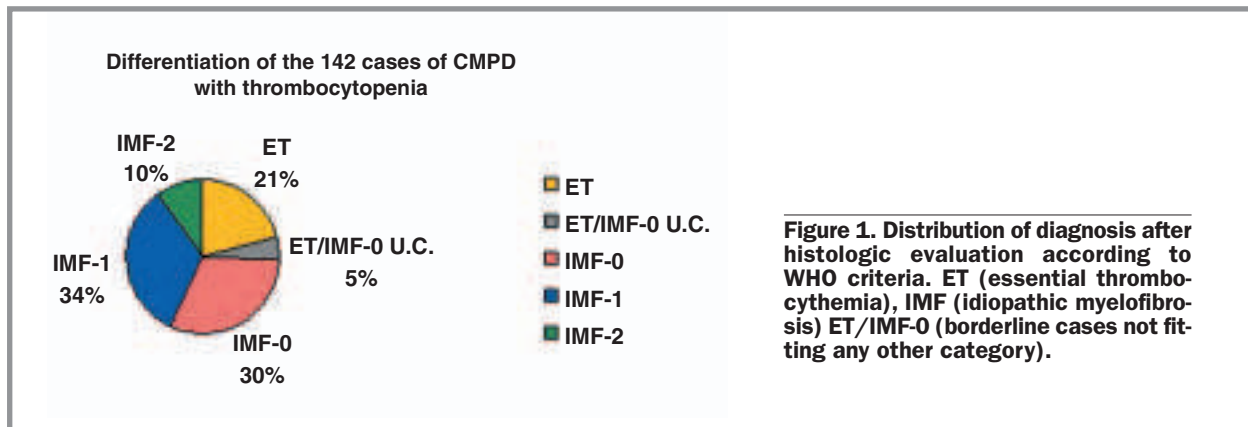 Differentiation of the 142 cases of CMPD
with thrombocytopenia
IMF-2
10%
ET
21%
ET/IMF-0 U.C.
5%
IMF-1
34%
IMF-0
30%
ET
ET/IMF-0 U.C.
IMF-0
IMF-1
IMF-2
Figure 1. Distribution of diagnosis after
histologic evaluation according to
WHO criteria. ET (essential thrombo-
cythemia), IMF (idiopathic myelofibro-
sis) ET/IMF-0 (borderline cases not fit-
ting any other category).